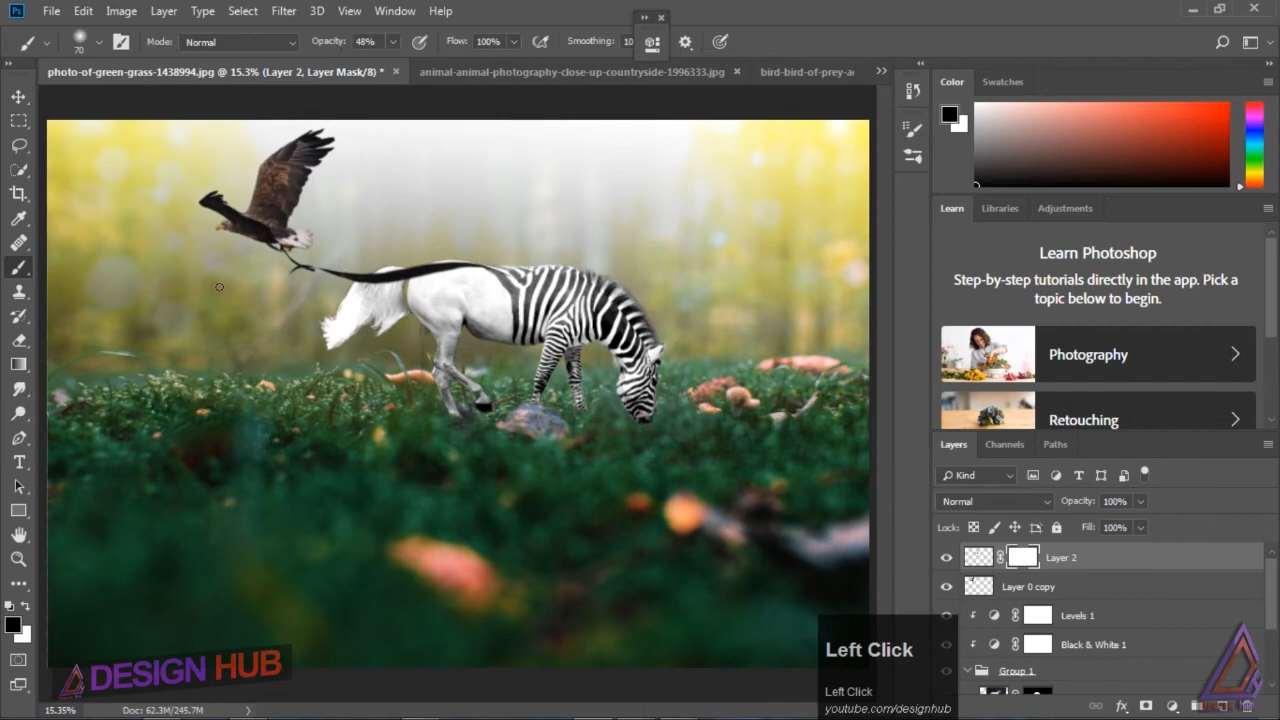 Ps File Edit Image Layer Type Select Filter 3D View Window Help
70 Mode: Normal Opacity: 48% Flow: 100% Smoothing: 10
photo-of-green-grass-1438994.jpg @ 15.3% (Layer 2, Layer Mask/8) * animal-animal-photography-close-up-countryside-1996333.jpg bird-bird-of-prey-a
Color Swatches
Learn Libraries Adjustments
Learn Photoshop
Step-by-step tutorials directly in the app. Pick a
topic below to begin.
Photography
Retouching
Layers Channels Paths
Kind
Normal Opacity: 100%
Lock: Fill: 100%
Layer 2
Layer 0 copy
Levels 1
Black & White 1
Group 1
Left Click
Left Click
youtube.com/designhub
DESIGN HUB
15.35% Doc: 62.3M/245.7M